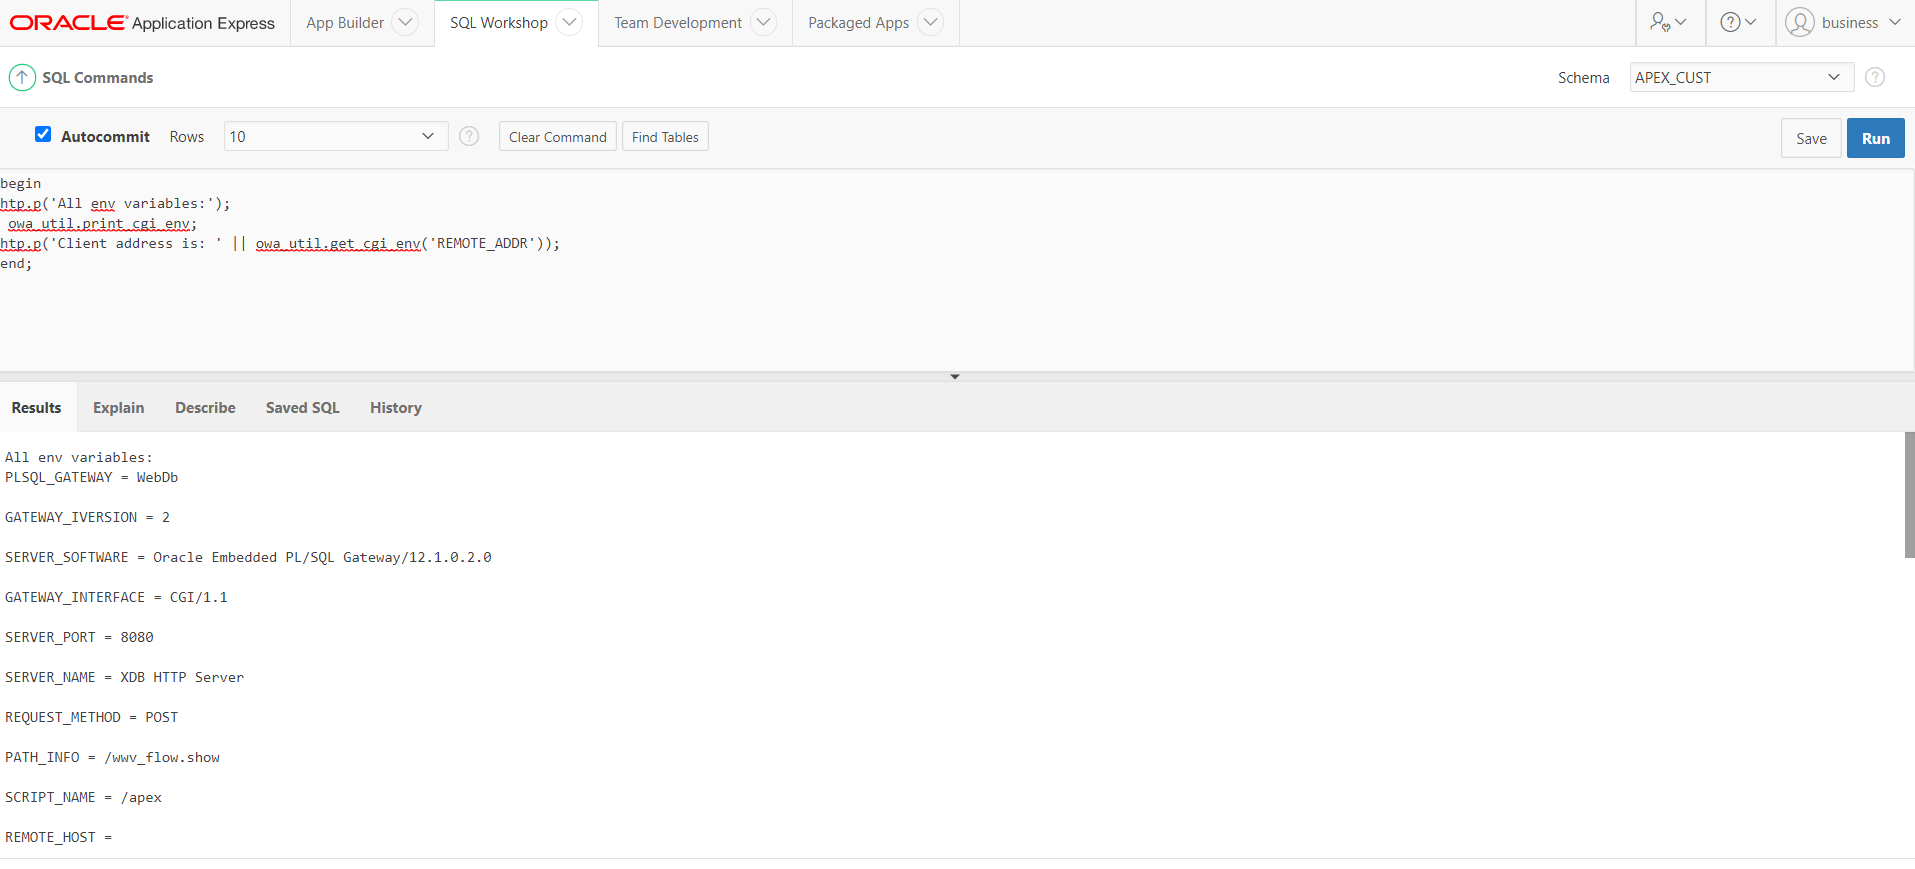 ORACLE Application Express App Builder SQL Workshop Team Development Packaged Apps business
SQL Commands Schema APEX_CUST
Autocommit Rows 10 Clear Command Find Tables Save Run
begin
htp.p('All env variables:');
owa_util.print_cgi_env;
htp.p('Client address is: ' || owa_util.get_cgi_env('REMOTE_ADDR'));
end;
Results Explain Describe Saved SQL History
All env variables:
PLSQL_GATEWAY = WebDb
GATEWAY_IVERSION = 2
SERVER_SOFTWARE = Oracle Embedded PL/SQL Gateway/12.1.0.2.0
GATEWAY_INTERFACE = CGI/1.1
SERVER_PORT = 8080
SERVER_NAME = XDB HTTP Server
REQUEST_METHOD = POST
PATH_INFO = /wwv_flow.show
SCRIPT_NAME = /apex
REMOTE_HOST =